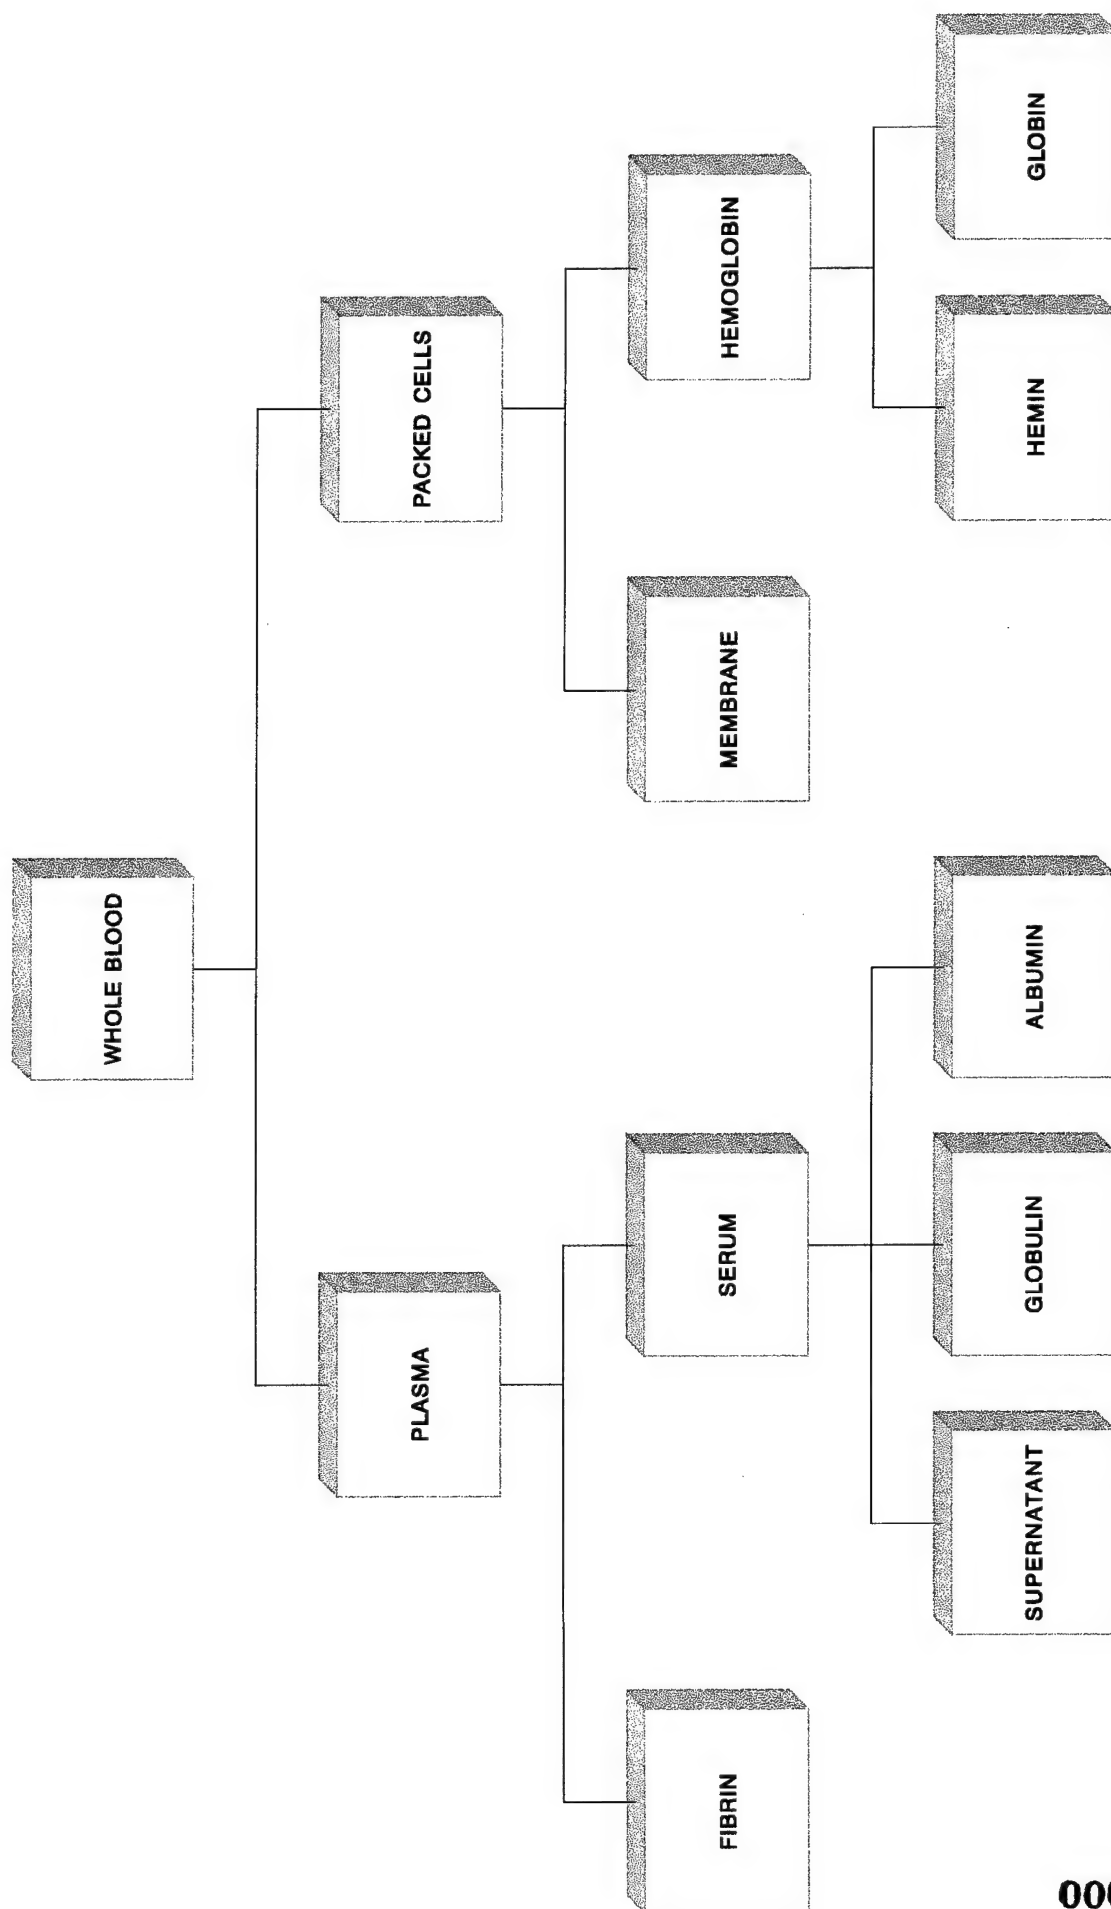 WHOLE BLOOD
PLASMA
PACKED CELLS
FIBRIN
SERUM
MEMBRANE
HEMOGLOBIN
SUPERNATANT
GLOBULIN
ALBUMIN
HEMIN
GLOBIN